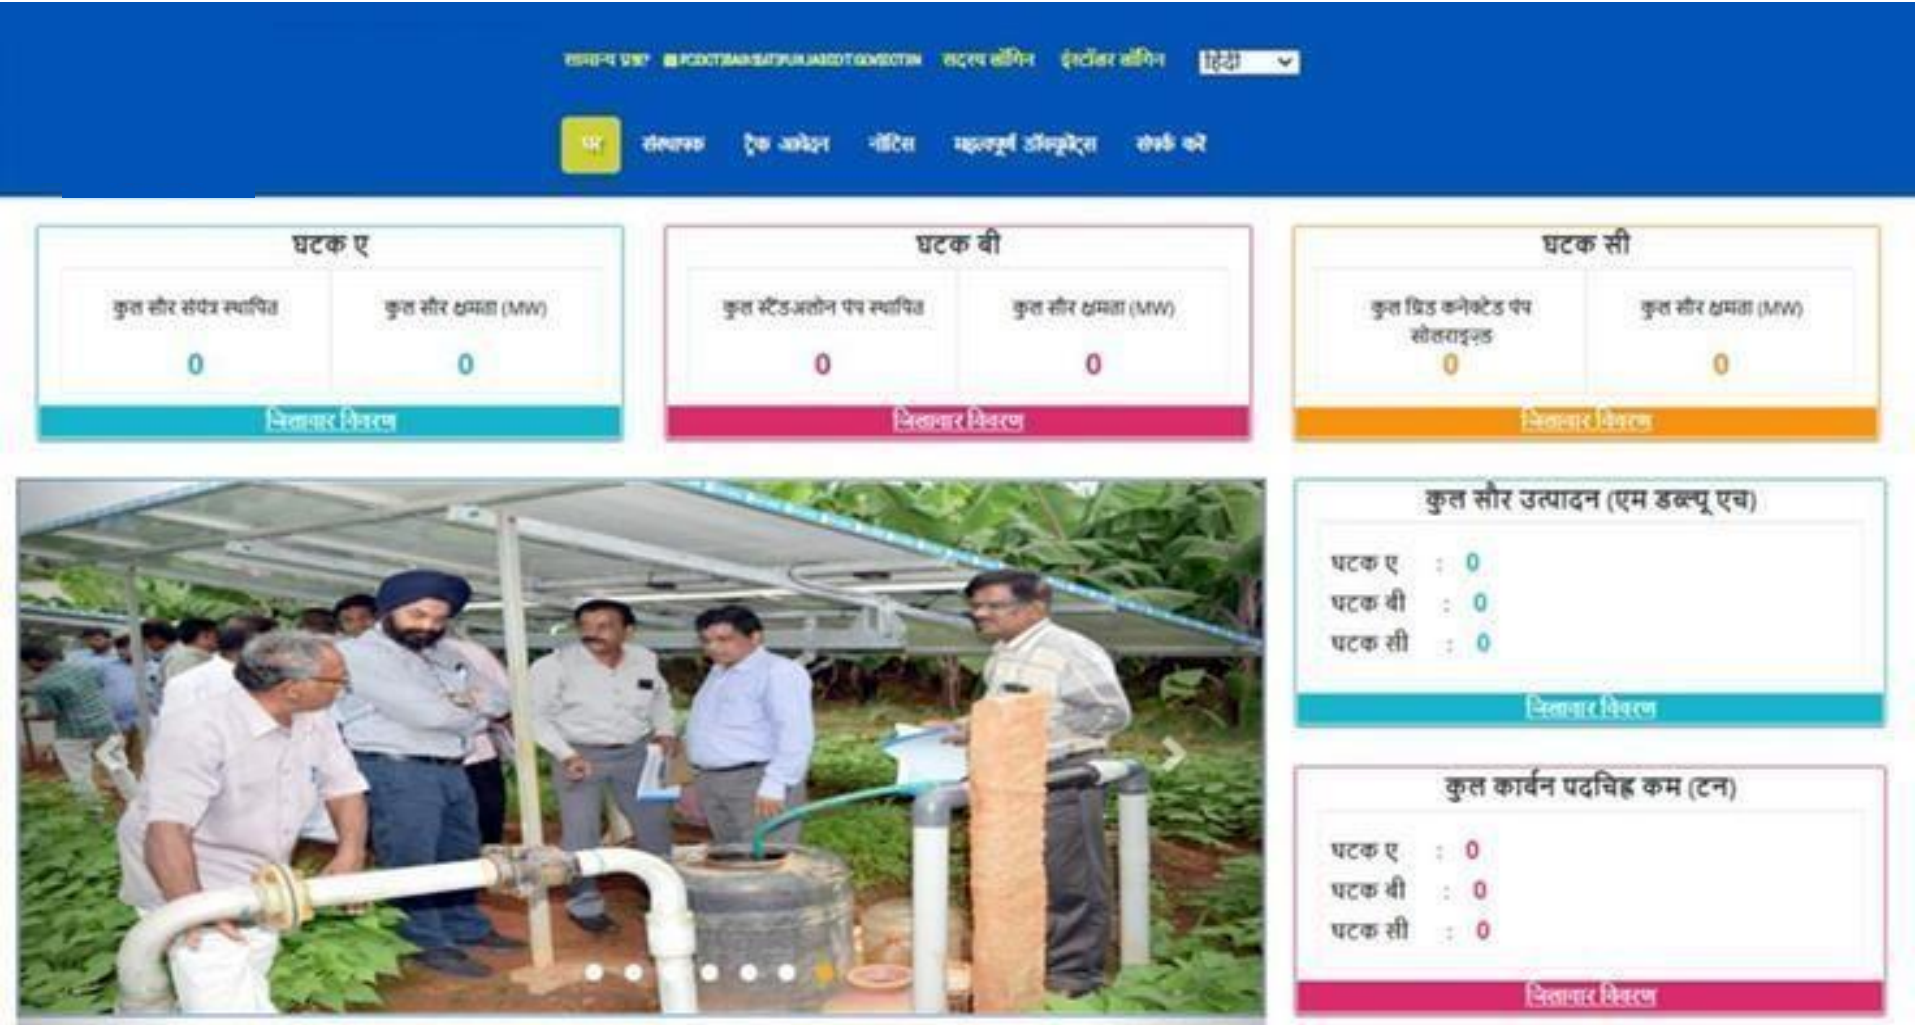 सामान्य प्रश्न? सदस्य लॉगिन इंस्टॉलर लॉगिन हिंदी
घर संस्थापक ट्रैक आवेदन नोटिस महत्वपूर्ण डॉक्यूमेंट्स संपर्क करें
घटक ए
कुल सौर संयंत्र स्थापित कुल सौर क्षमता (MW)
0 0
जिलावार विवरण
घटक बी
कुल स्टैंडअलोन पंप स्थापित कुल सौर क्षमता (MW)
0 0
जिलावार विवरण
घटक सी
कुल ग्रिड कनेक्टेड पंप सोलराइज्ड कुल सौर क्षमता (MW)
0 0
जिलावार विवरण
कुल सौर उत्पादन (एम डब्ल्यू एच)
घटक ए : 0
घटक बी : 0
घटक सी : 0
जिलावार विवरण
कुल कार्बन पदचिह्न कम (टन)
घटक ए : 0
घटक बी : 0
घटक सी : 0
जिलावार विवरण